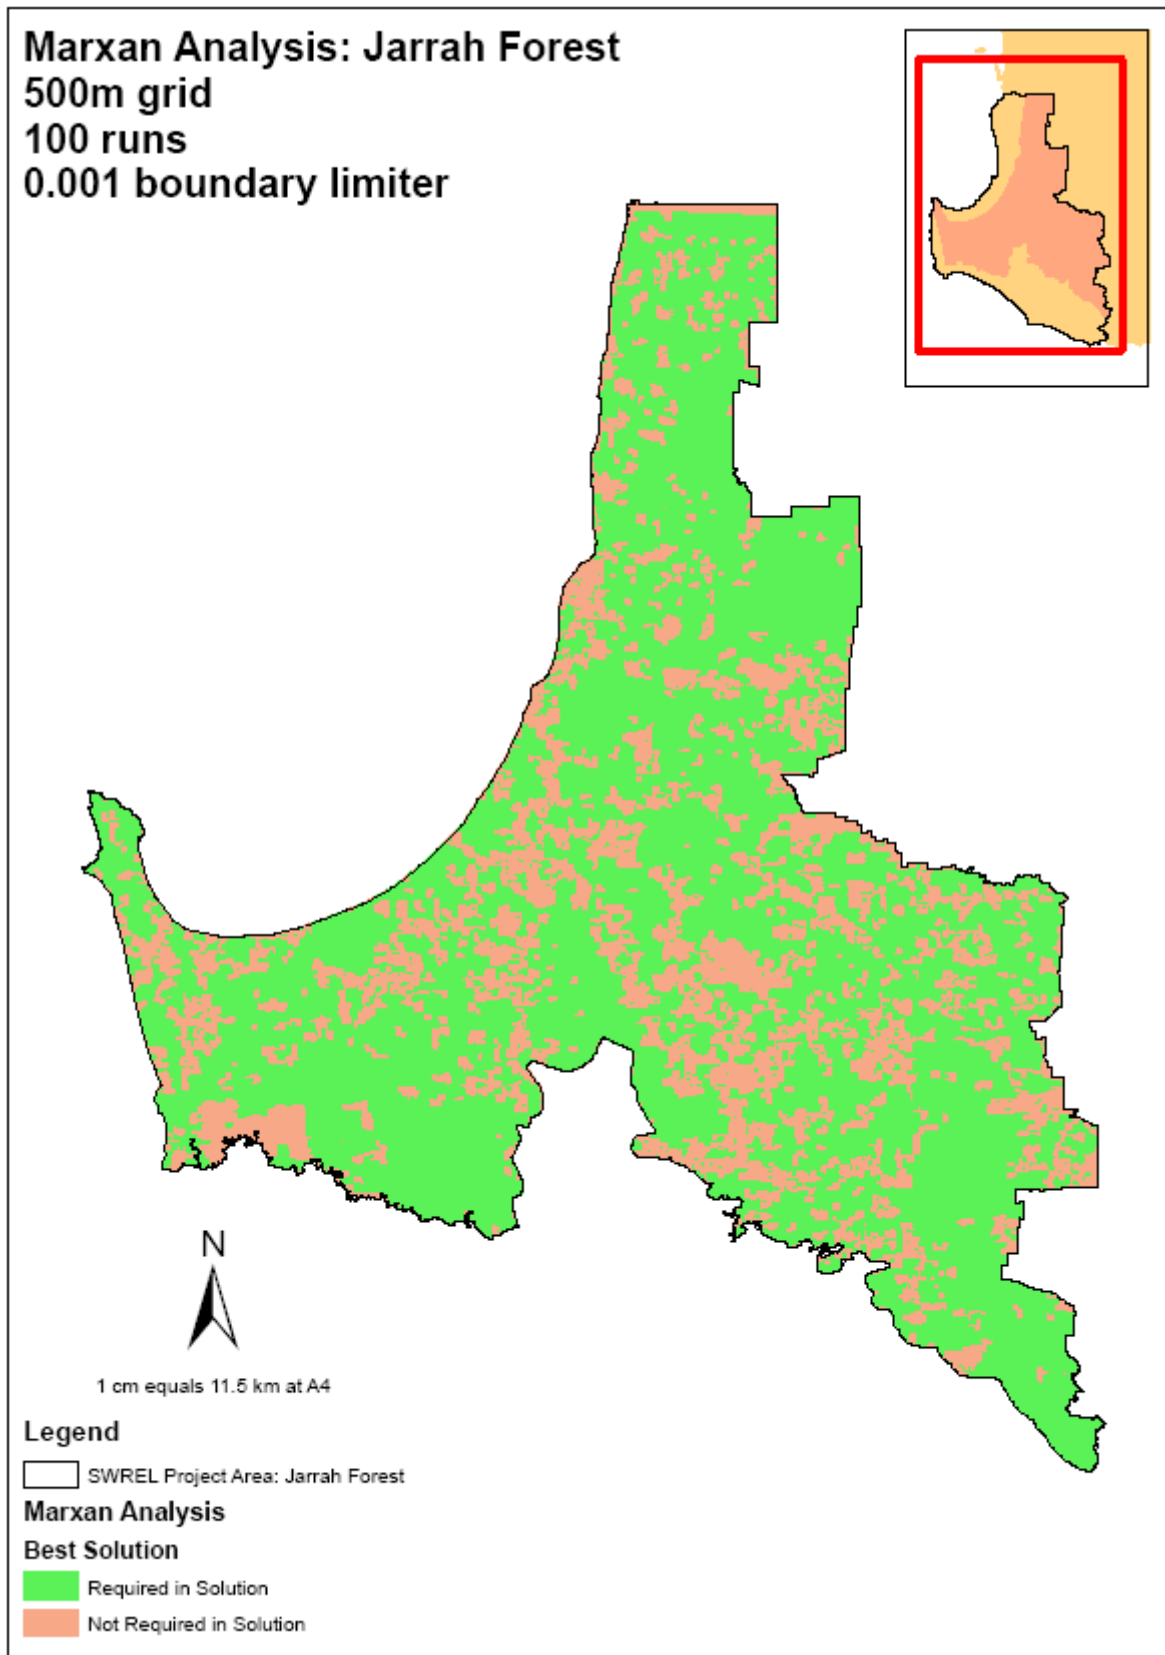 Marxan Analysis: Jarrah Forest
500m grid
100 runs
0.001 boundary limiter
N
1 cm equals 11.5 km at A4
Legend
SWREL Project Area: Jarrah Forest
Marxan Analysis
Best Solution
Required in Solution
Not Required in Solution